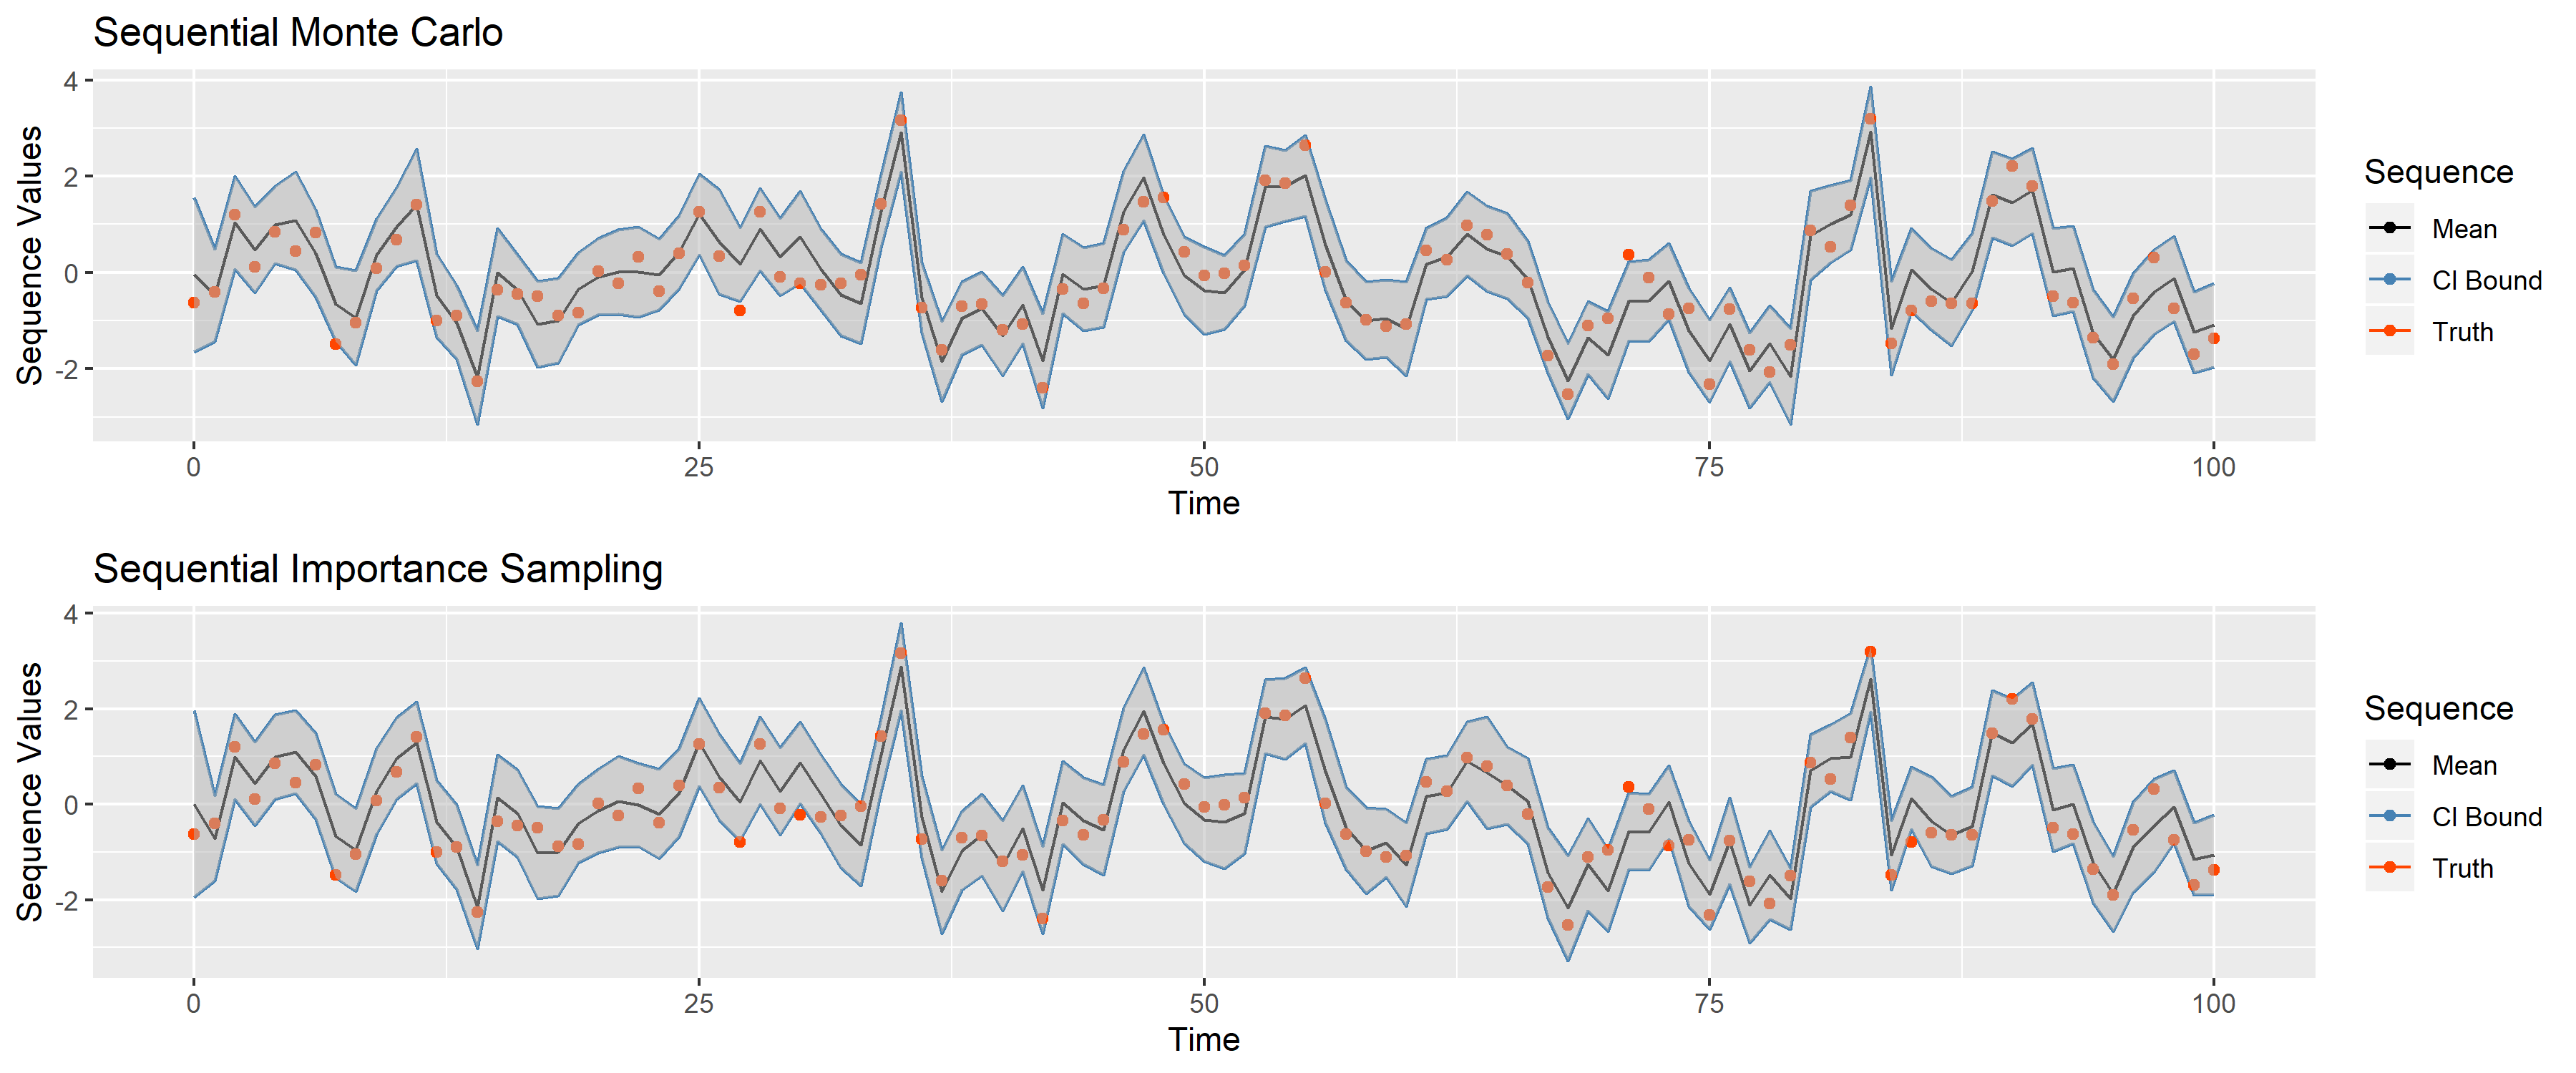 Sequential Monte Carlo
Sequence Values
4
2
0
-2
0 25 50 75 100
Time
Sequence
Mean
CI Bound
Truth
Sequential Importance Sampling
Sequence Values
4
2
0
-2
0 25 50 75 100
Time
Sequence
Mean
CI Bound
Truth